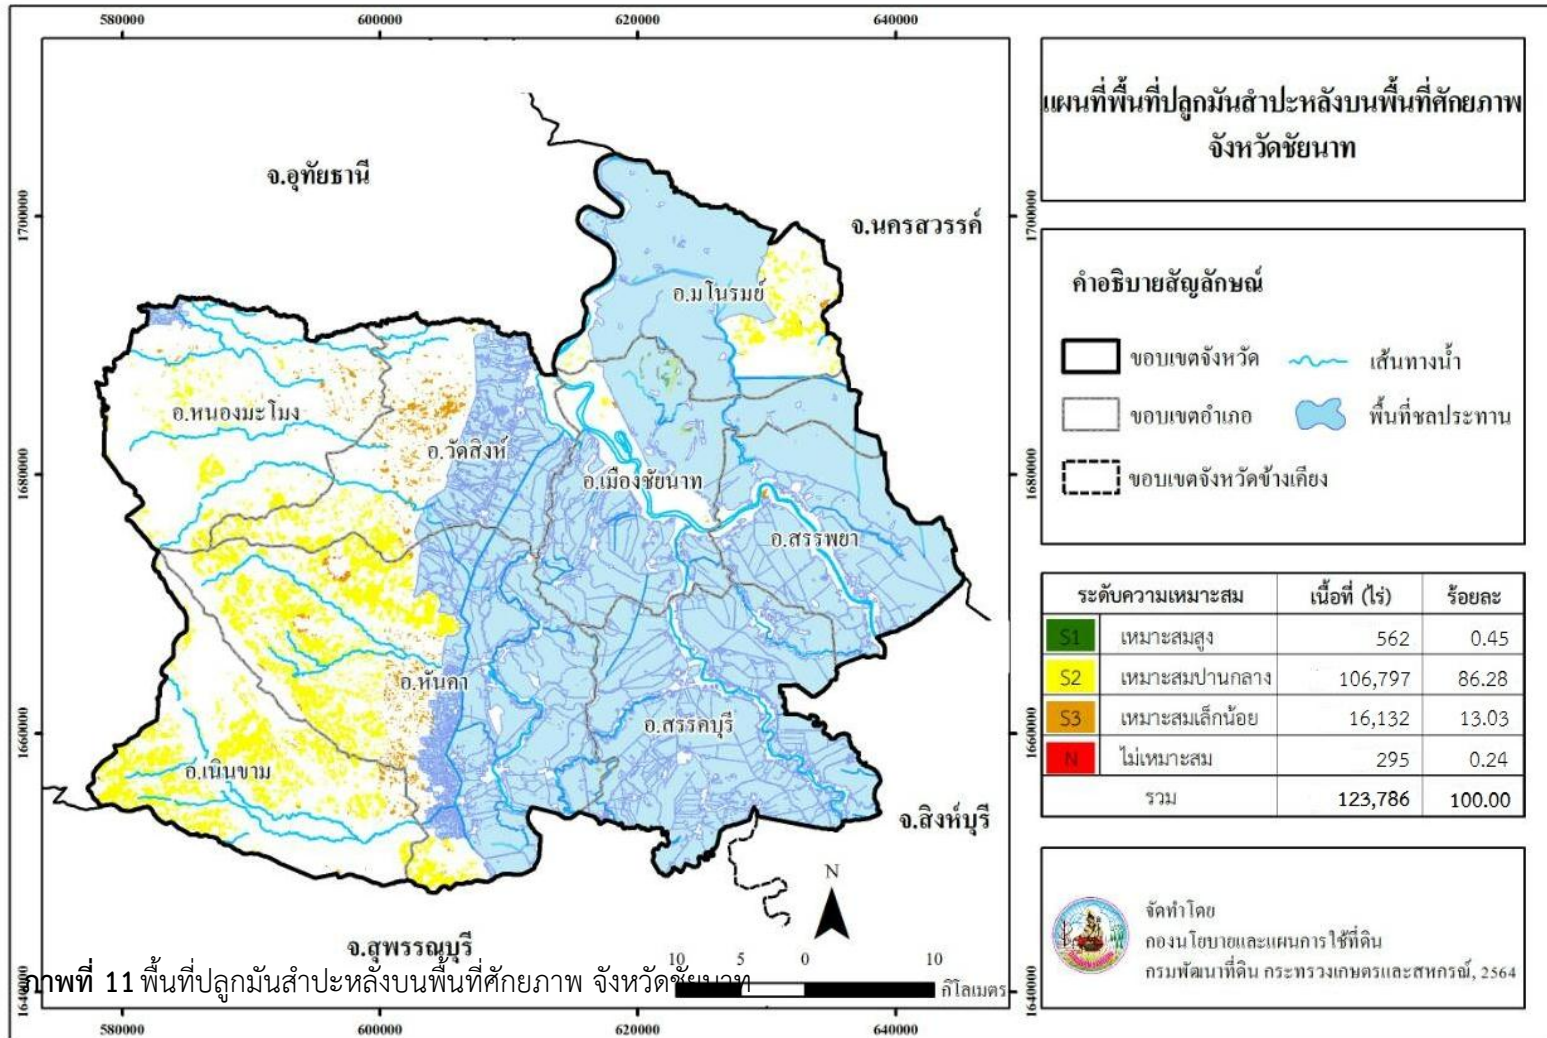 580000 600000 620000 640000
แผนที่พื้นที่ปลูกมันสำปะหลังบนพื้นที่ศักยภาพ
จังหวัดชัยนาท
จ.อุทัยธานี
จ.นครสวรรค์
1700000 1700000
อ.มโนรมย์
คำอธิบายสัญลักษณ์
ขอบเขตจังหวัด เส้นทางน้ำ
ขอบเขตอำเภอ พื้นที่ชลประทาน
ขอบเขตจังหวัดข้างเคียง
อ.หนองมะโมง
อ.วัดสิงห์
อ.เมืองชัยนาท
1680000 1680000
อ.สรรพยา
อ.หันคา
อ.สรรคบุรี
1660000 1660000
อ.เนินขาม
ระดับความเหมาะสม เนื้อที่ (ไร่) ร้อยละ
S1 เหมาะสมสูง 562 0.45
S2 เหมาะสมปานกลาง 106,797 86.28
S3 เหมาะสมเล็กน้อย 16,132 13.03
N ไม่เหมาะสม 295 0.24
รวม 123,786 100.00
จ.สิงห์บุรี
N
จ.สุพรรณบุรี
10 5 0 10
กิโลเมตร
ภาพที่ 11 พื้นที่ปลูกมันสำปะหลังบนพื้นที่ศักยภาพ จังหวัดชัยนาท
จัดทำโดย
กองนโยบายและแผนการใช้ที่ดิน
กรมพัฒนาที่ดิน กระทรวงเกษตรและสหกรณ์, 2564
1640000 1640000
580000 600000 620000 640000